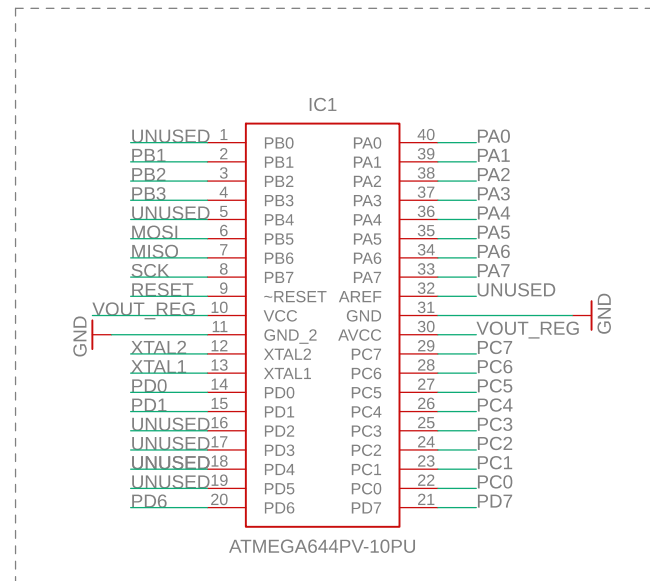 IC1
UNUSED 1 PB0 PA0 40 PA0
PB1 2 PB1 PA1 39 PA1
PB2 3 PB2 PA2 38 PA2
PB3 4 PB3 PA3 37 PA3
UNUSED 5 PB4 PA4 36 PA4
MOSI 6 PB5 PA5 35 PA5
MISO 7 PB6 PA6 34 PA6
SCK 8 PB7 PA7 33 PA7
RESET 9 ~RESET AREF 32 UNUSED
VOUT_REG 10 VCC GND 31 GND
GND 11 GND_2 AVCC 30 VOUT_REG
XTAL2 12 XTAL2 PC7 29 PC7
XTAL1 13 XTAL1 PC6 28 PC6
PD0 14 PD0 PC5 27 PC5
PD1 15 PD1 PC4 26 PC4
UNUSED 16 PD2 PC3 25 PC3
UNUSED 17 PD3 PC2 24 PC2
UNUSED 18 PD4 PC1 23 PC1
UNUSED 19 PD5 PC0 22 PC0
PD6 20 PD6 PD7 21 PD7
ATMEGA644PV-10PU